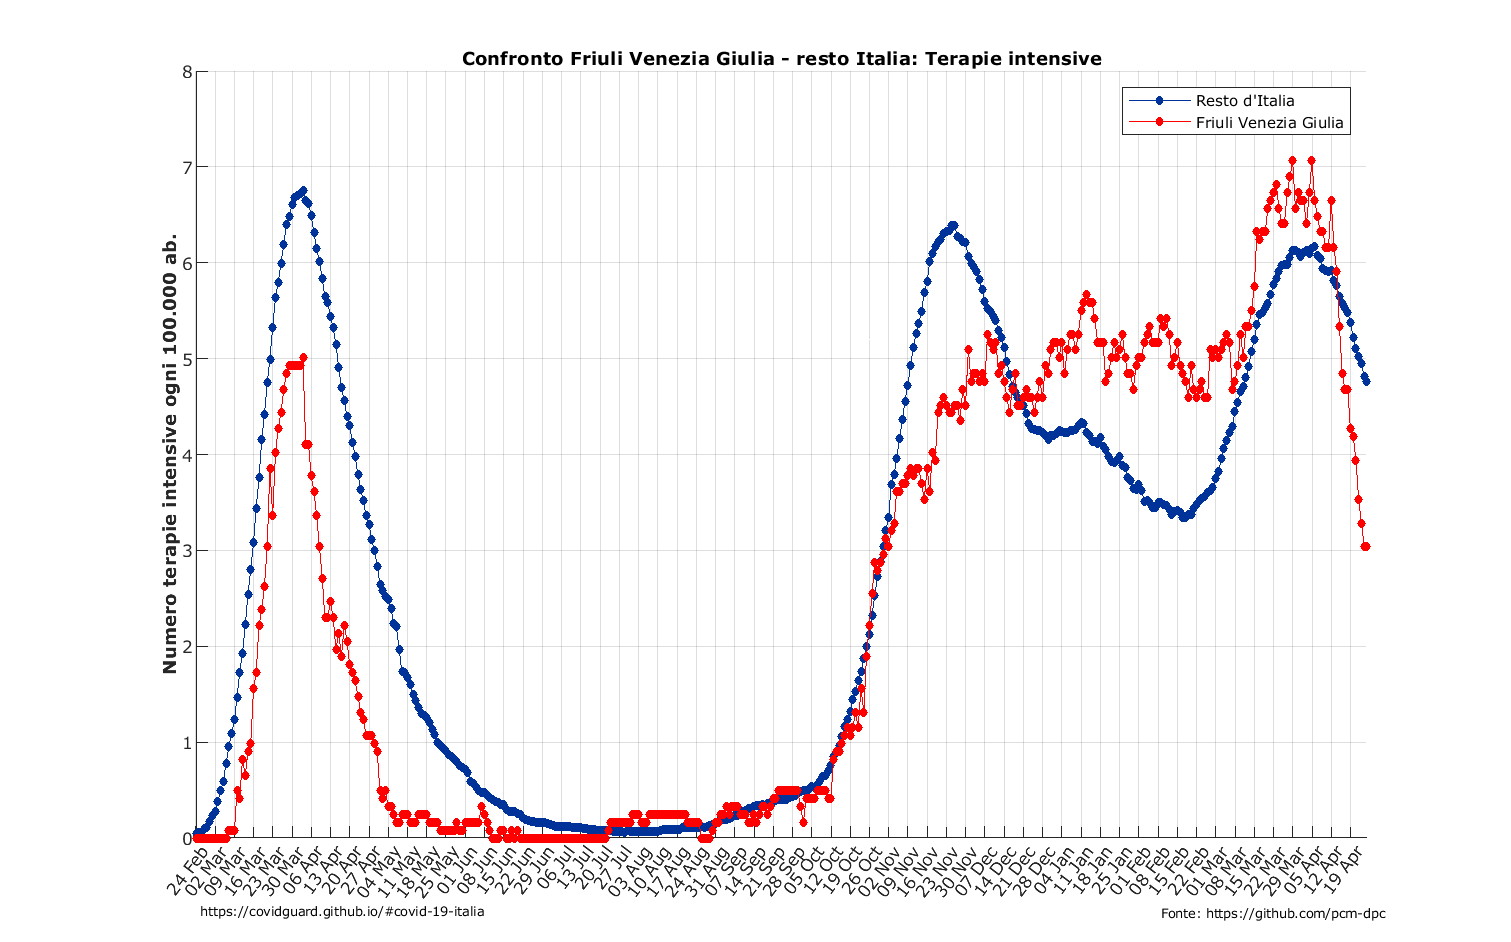 Confronto Friuli Venezia Giulia - resto Italia: Terapie intensive
Resto d'Italia
Friuli Venezia Giulia
Numero terapie intensive ogni 100.000 ab.
8
7
6
5
4
3
2
1
0
24 Feb
02 Mar
09 Mar
16 Mar
23 Mar
30 Mar
06 Apr
13 Apr
20 Apr
27 Apr
04 May
11 May
18 May
25 May
01 Jun
08 Jun
15 Jun
22 Jun
29 Jun
06 Jul
13 Jul
20 Jul
27 Jul
03 Aug
10 Aug
17 Aug
24 Aug
31 Aug
07 Sep
14 Sep
21 Sep
28 Sep
05 Oct
12 Oct
19 Oct
26 Oct
02 Nov
09 Nov
16 Nov
23 Nov
30 Nov
07 Dec
14 Dec
21 Dec
28 Dec
04 Jan
11 Jan
18 Jan
25 Jan
01 Feb
08 Feb
15 Feb
22 Feb
01 Mar
08 Mar
15 Mar
22 Mar
29 Mar
05 Apr
12 Apr
19 Apr
https://covidguard.github.io/#covid-19-italia
Fonte: https://github.com/pcm-dpc